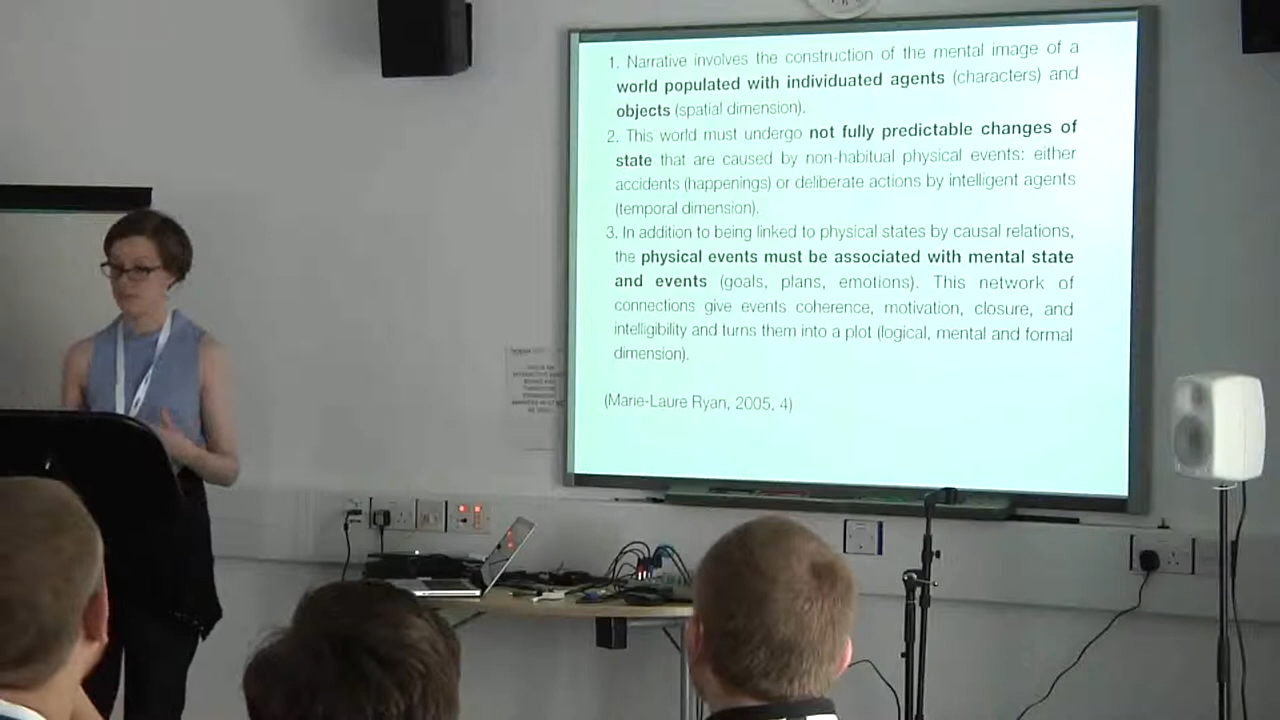 1. Narrative involves the construction of the mental image of a
world populated with individuated agents (characters) and
objects (spatial dimension).
2. This world must undergo not fully predictable changes of
state that are caused by non-habitual physical events: either
accidents (happenings) or deliberate actions by intelligent agents
(temporal dimension).
3. In addition to being linked to physical states by causal relations,
the physical events must be associated with mental state
and events (goals, plans, emotions). This network of
connections give events coherence, motivation, closure, and
intelligibility and turns them into a plot (logical, mental and formal
dimension).
(Marie-Laure Ryan, 2005, 4)